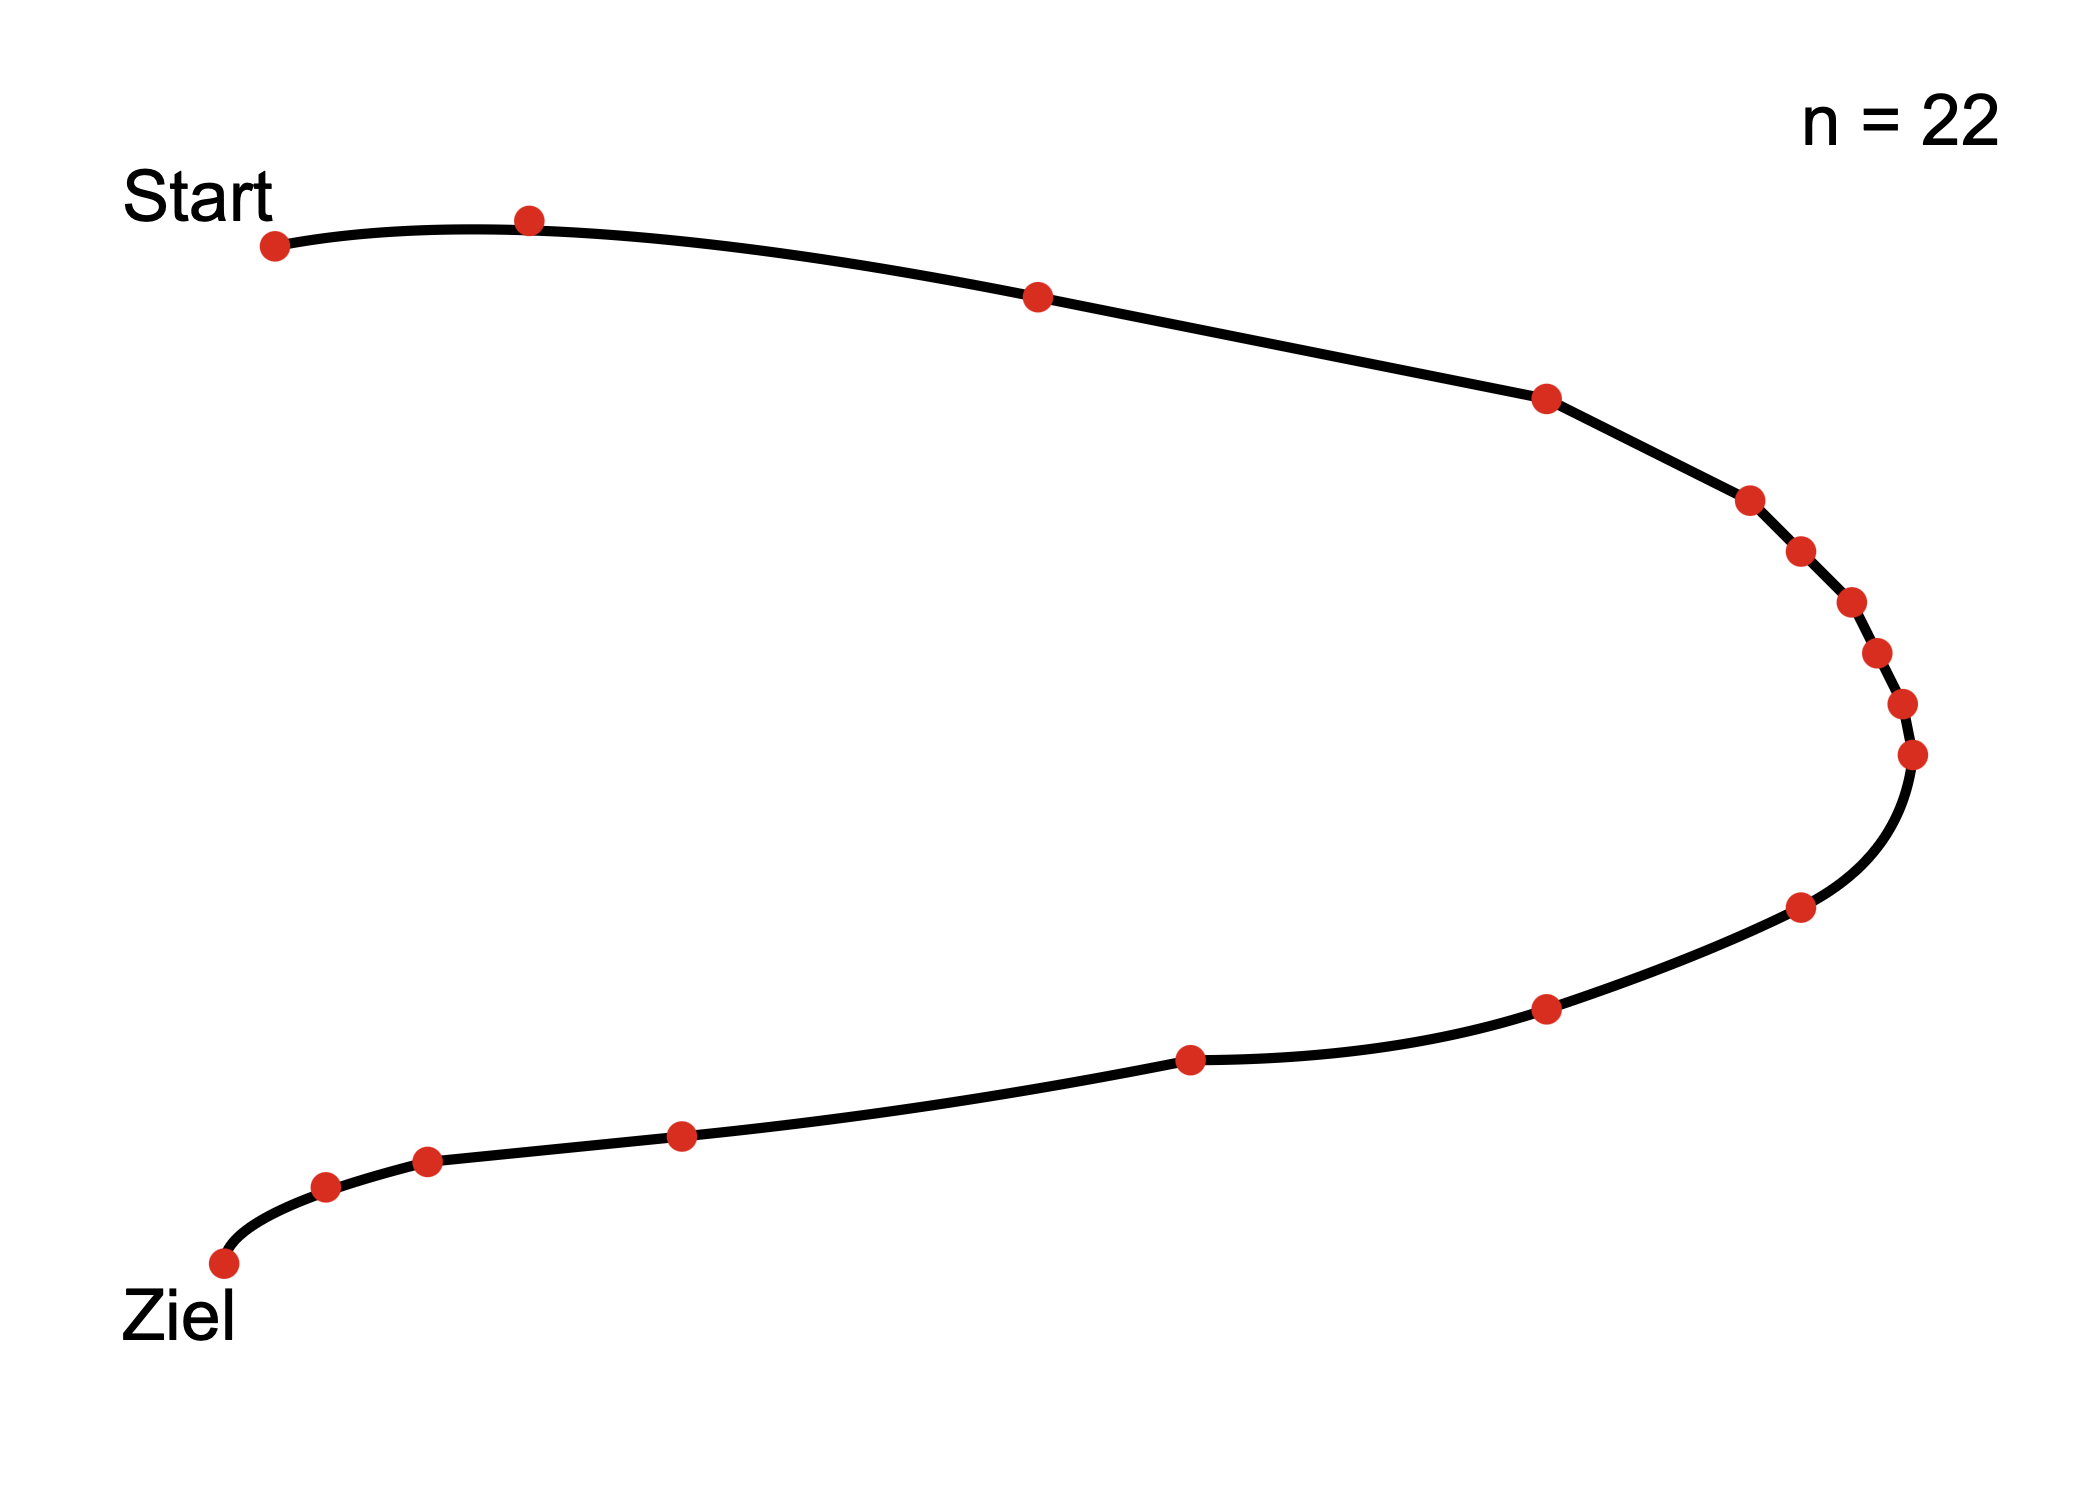 n = 22
Start
Ziel